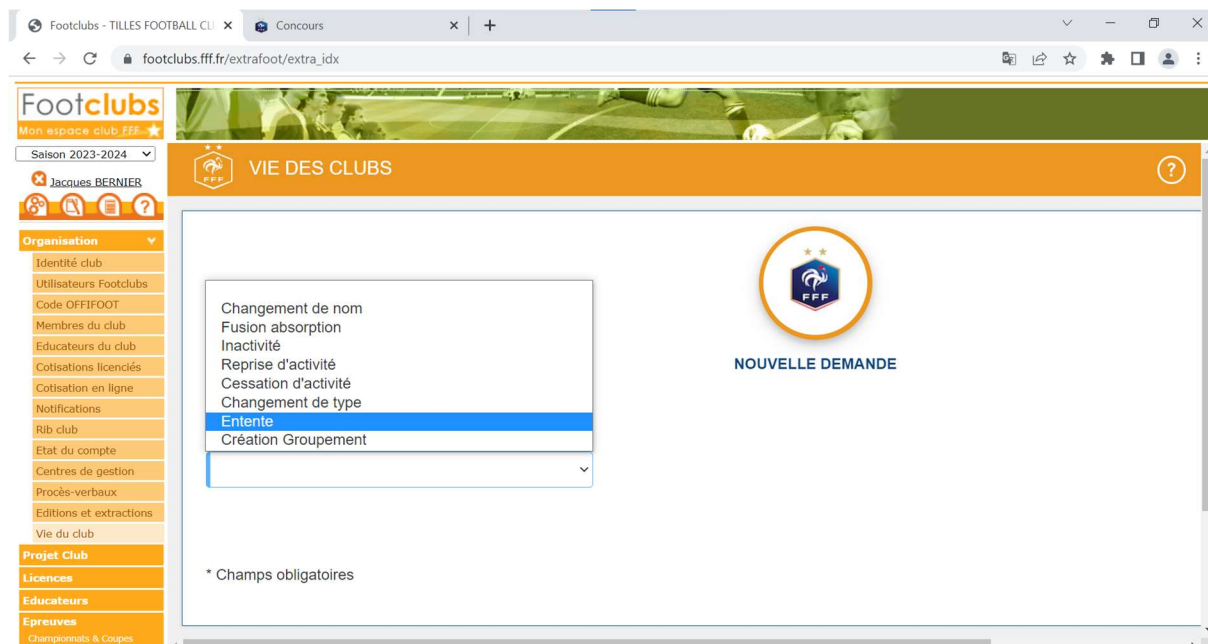 Footclubs - TILLES FOOTBALL CLU
Concours
footclubs.fff.fr/extrafoot/extra_idx
Footclubs
Mon espace club FFF
Saison 2023-2024
Jacques BERNIER
FFF
VIE DES CLUBS
?
?
Organisation
Identité club
Utilisateurs Footclubs
Code OFFIFOOT
Membres du club
Educateurs du club
Cotisations licenciés
Cotisation en ligne
Notifications
Rib club
Etat du compte
Centres de gestion
Procès-verbaux
Editions et extractions
Vie du club
Projet Club
Licences
Educateurs
Epreuves
Championnats & Coupes
Changement de nom
Fusion absorption
Inactivité
Reprise d'activité
Cessation d'activité
Changement de type
Entente
Création Groupement
* Champs obligatoires
FFF
NOUVELLE DEMANDE